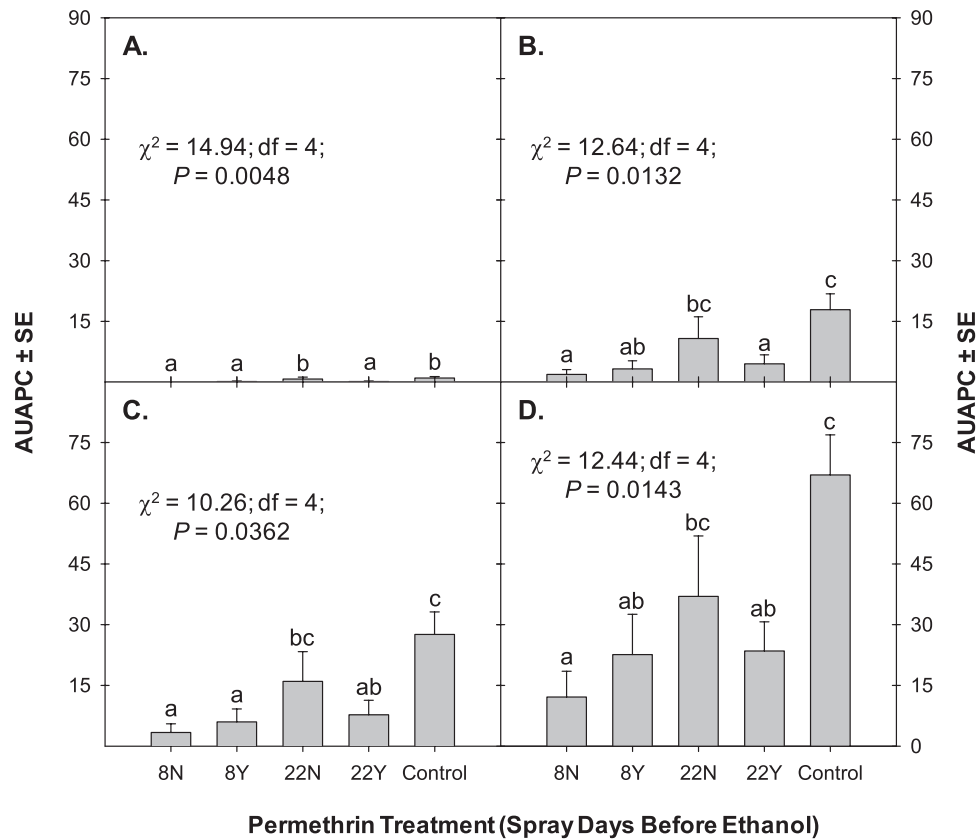 90
75
60
45
30
15
A.
χ² = 14.94; df = 4;
P = 0.0048
a a b a b
B.
χ² = 12.64; df = 4;
P = 0.0132
a ab bc a c
90
75
60
45
30
15
AUAPC ± SE
AUAPC ± SE
75
60
45
30
15
C.
χ² = 10.26; df = 4;
P = 0.0362
a a bc ab c
D.
χ² = 12.44; df = 4;
P = 0.0143
a ab bc ab c
75
60
45
30
15
0
8N 8Y 22N 22Y Control
8N 8Y 22N 22Y Control
Permethrin Treatment (Spray Days Before Ethanol)